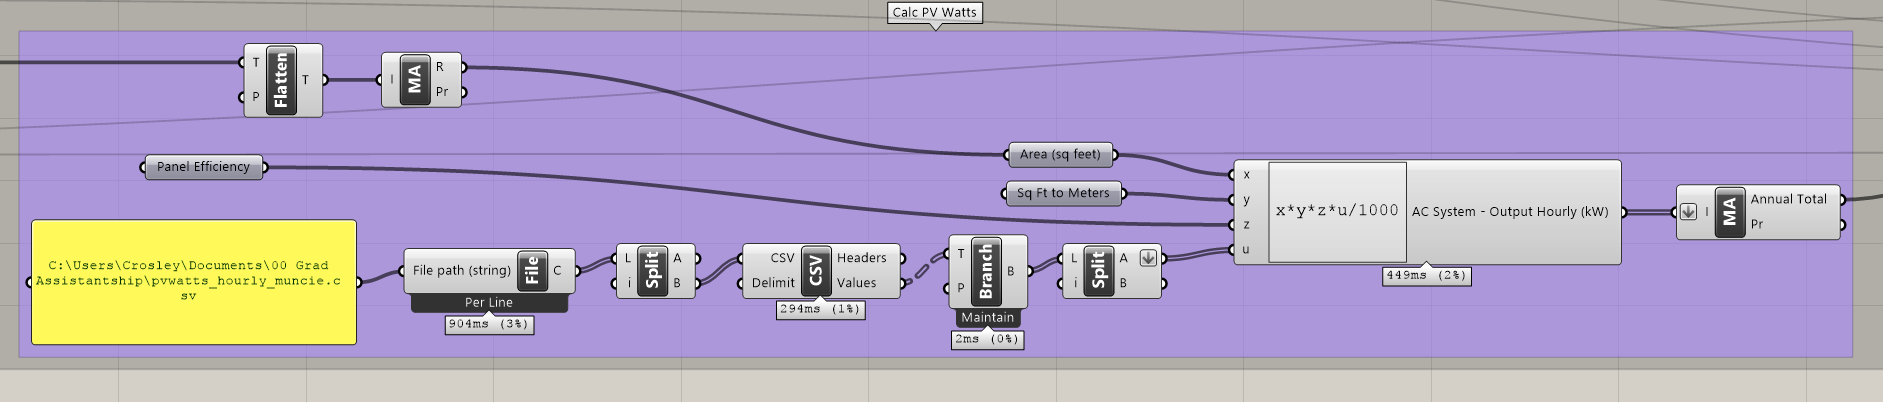 Calc PV Watts
T
P
Flatten
T
I
MA
R
Pr
Panel Efficiency
Area (sq feet)
Sq Ft to Meters
x
y
z
u
x*y*z*u/1000
AC System - Output Hourly (kW)
449ms (2%)
I
MA
Annual Total
Pr
C:\Users\Crosley\Documents\00 Grad
Assistantship\pvwatts_hourly_muncie.c
sv
File path (string)
File
C
Per Line
904ms (3%)
L
i
Split
A
B
CSV
Delimit
CSV
Headers
Values
294ms (1%)
T
P
Branch
B
Maintain
2ms (0%)
L
i
Split
A
B